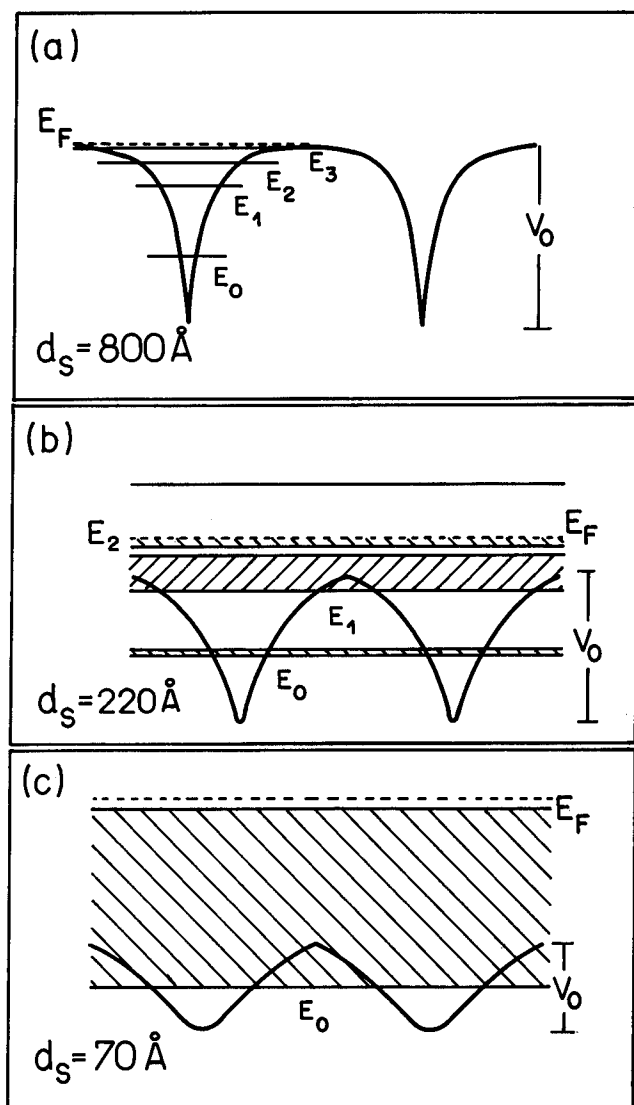 (a)
E_F
E_3
E_2
E_1
E_0
V_0
d_s = 800 Å
(b)
E_2
E_F
E_1
V_0
E_0
d_s = 220 Å
(c)
E_F
V_0
E_0
d_s = 70 Å